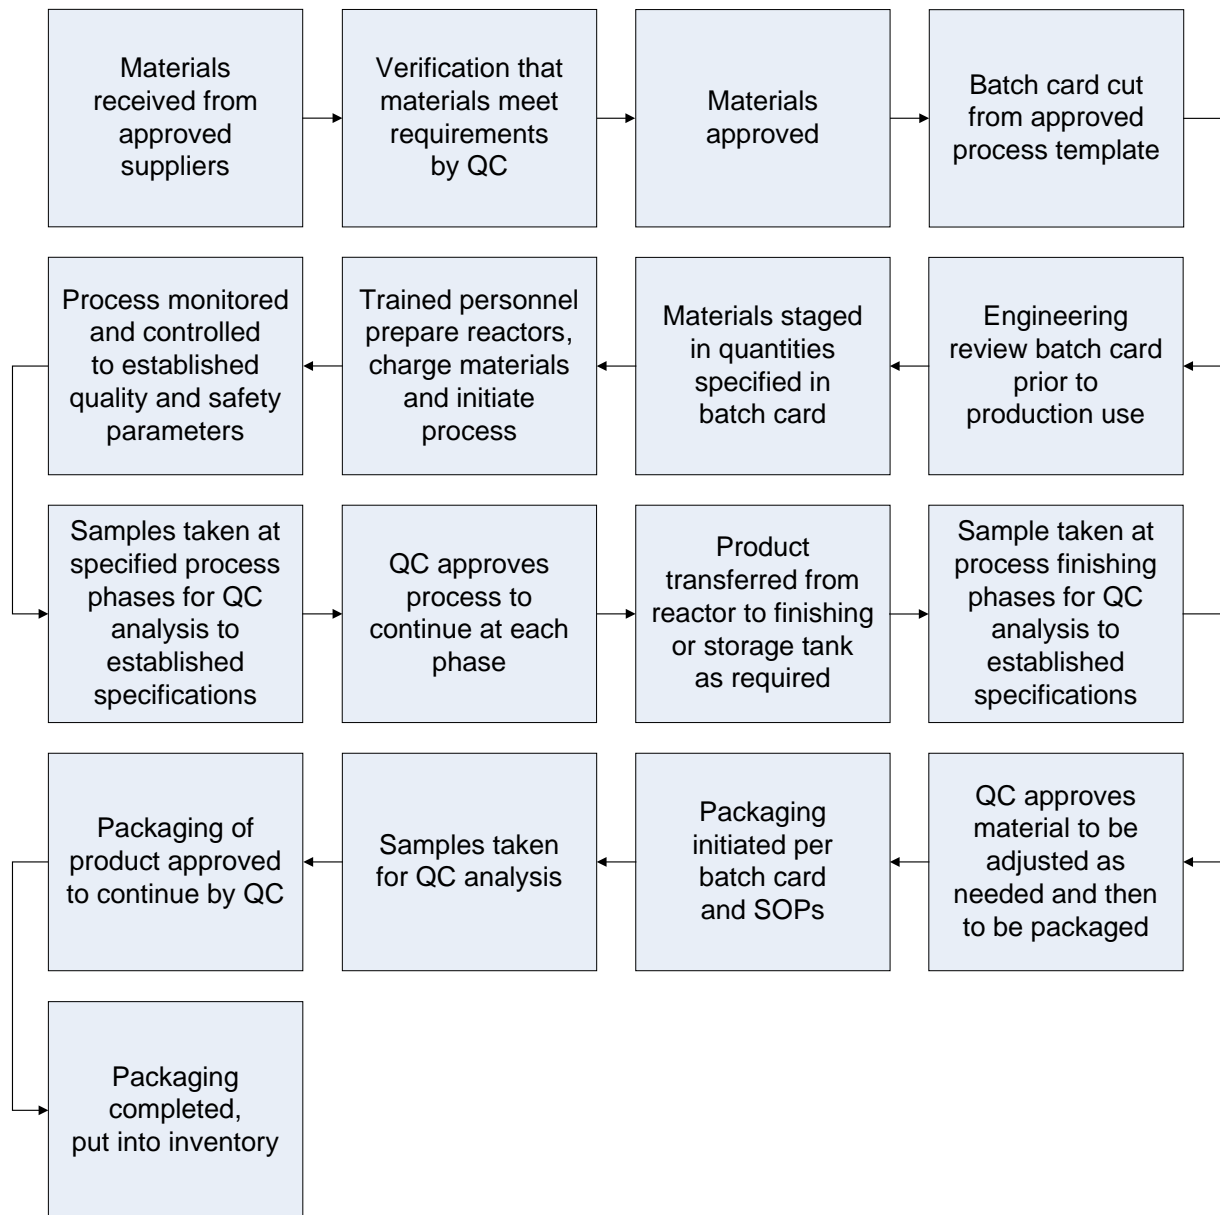 Materials
received from
approved
suppliers
Verification that
materials meet
requirements
by QC
Materials
approved
Batch card cut
from approved
process template
Process monitored
and controlled
to established
quality and safety
parameters
Trained personnel
prepare reactors,
charge materials
and initiate
process
Materials staged
in quantities
specified in
batch card
Engineering
review batch card
prior to
production use
Samples taken at
specified process
phases for QC
analysis to
established
specifications
QC approves
process to
continue at each
phase
Product
transferred from
reactor to finishing
or storage tank
as required
Sample taken at
process finishing
phases for QC
analysis to
established
specifications
Packaging of
product approved
to continue by QC
Samples taken
for QC analysis
Packaging
initiated per
batch card
and SOPs
QC approves
material to be
adjusted as
needed and then
to be packaged
Packaging
completed,
put into inventory